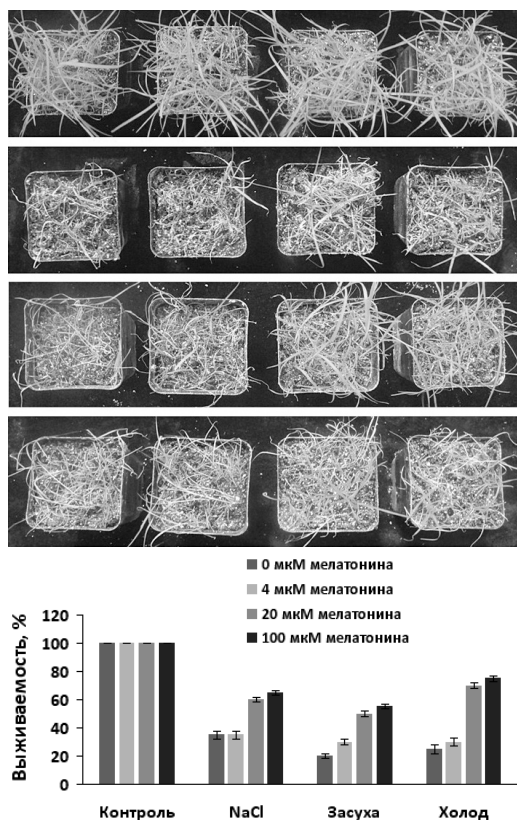 0 мкМ мелатонина
4 мкМ мелатонина
20 мкМ мелатонина
100 мкМ мелатонина
Выживаемость, %
120
100
80
60
40
20
0
Контроль
NaCl
Засуха
Холод